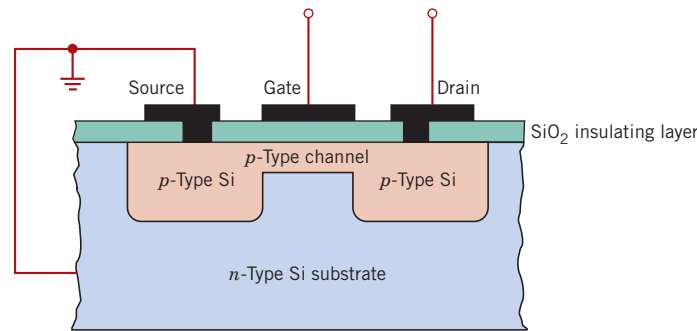 Source
Gate
Drain
SiO₂ insulating layer
p-Type channel
p-Type Si
p-Type Si
n-Type Si substrate